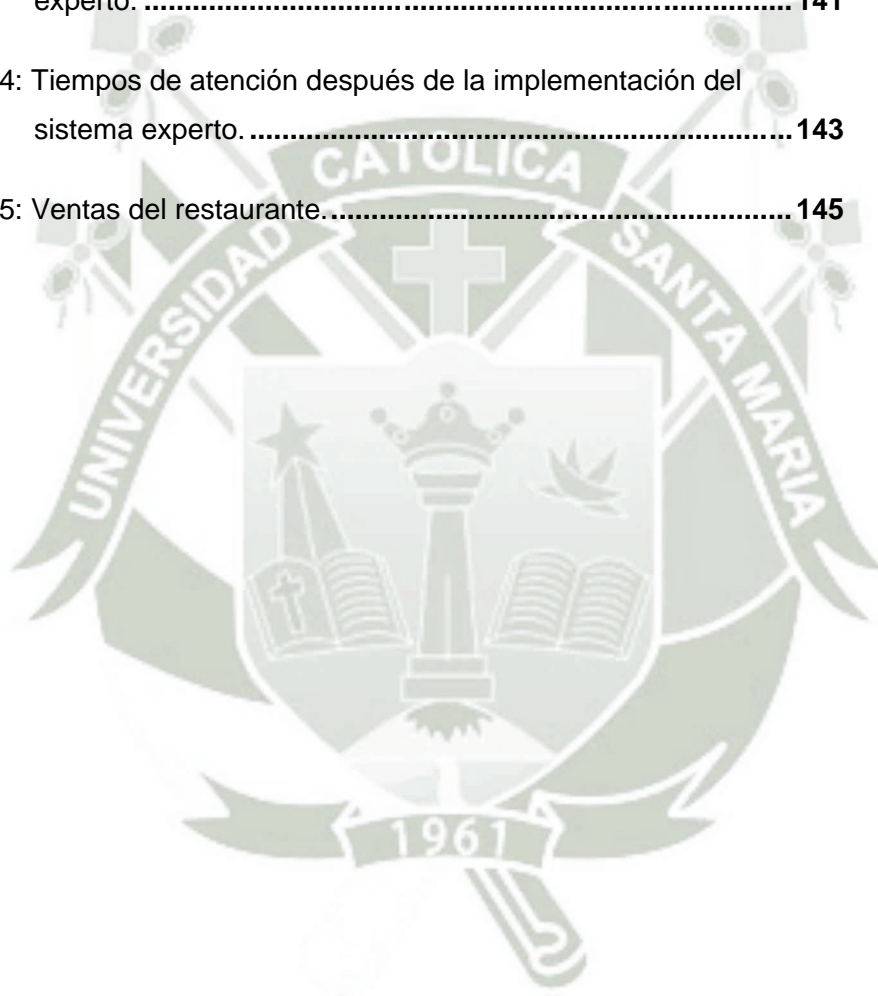 experto. ........................................................................................ 141
4: Tiempos de atención después de la implementación del
sistema experto. ........................................................................... 143
5: Ventas del restaurante. ................................................................ 145
UNIVERSIDAD CATOLICA SANTA MARIA
1961